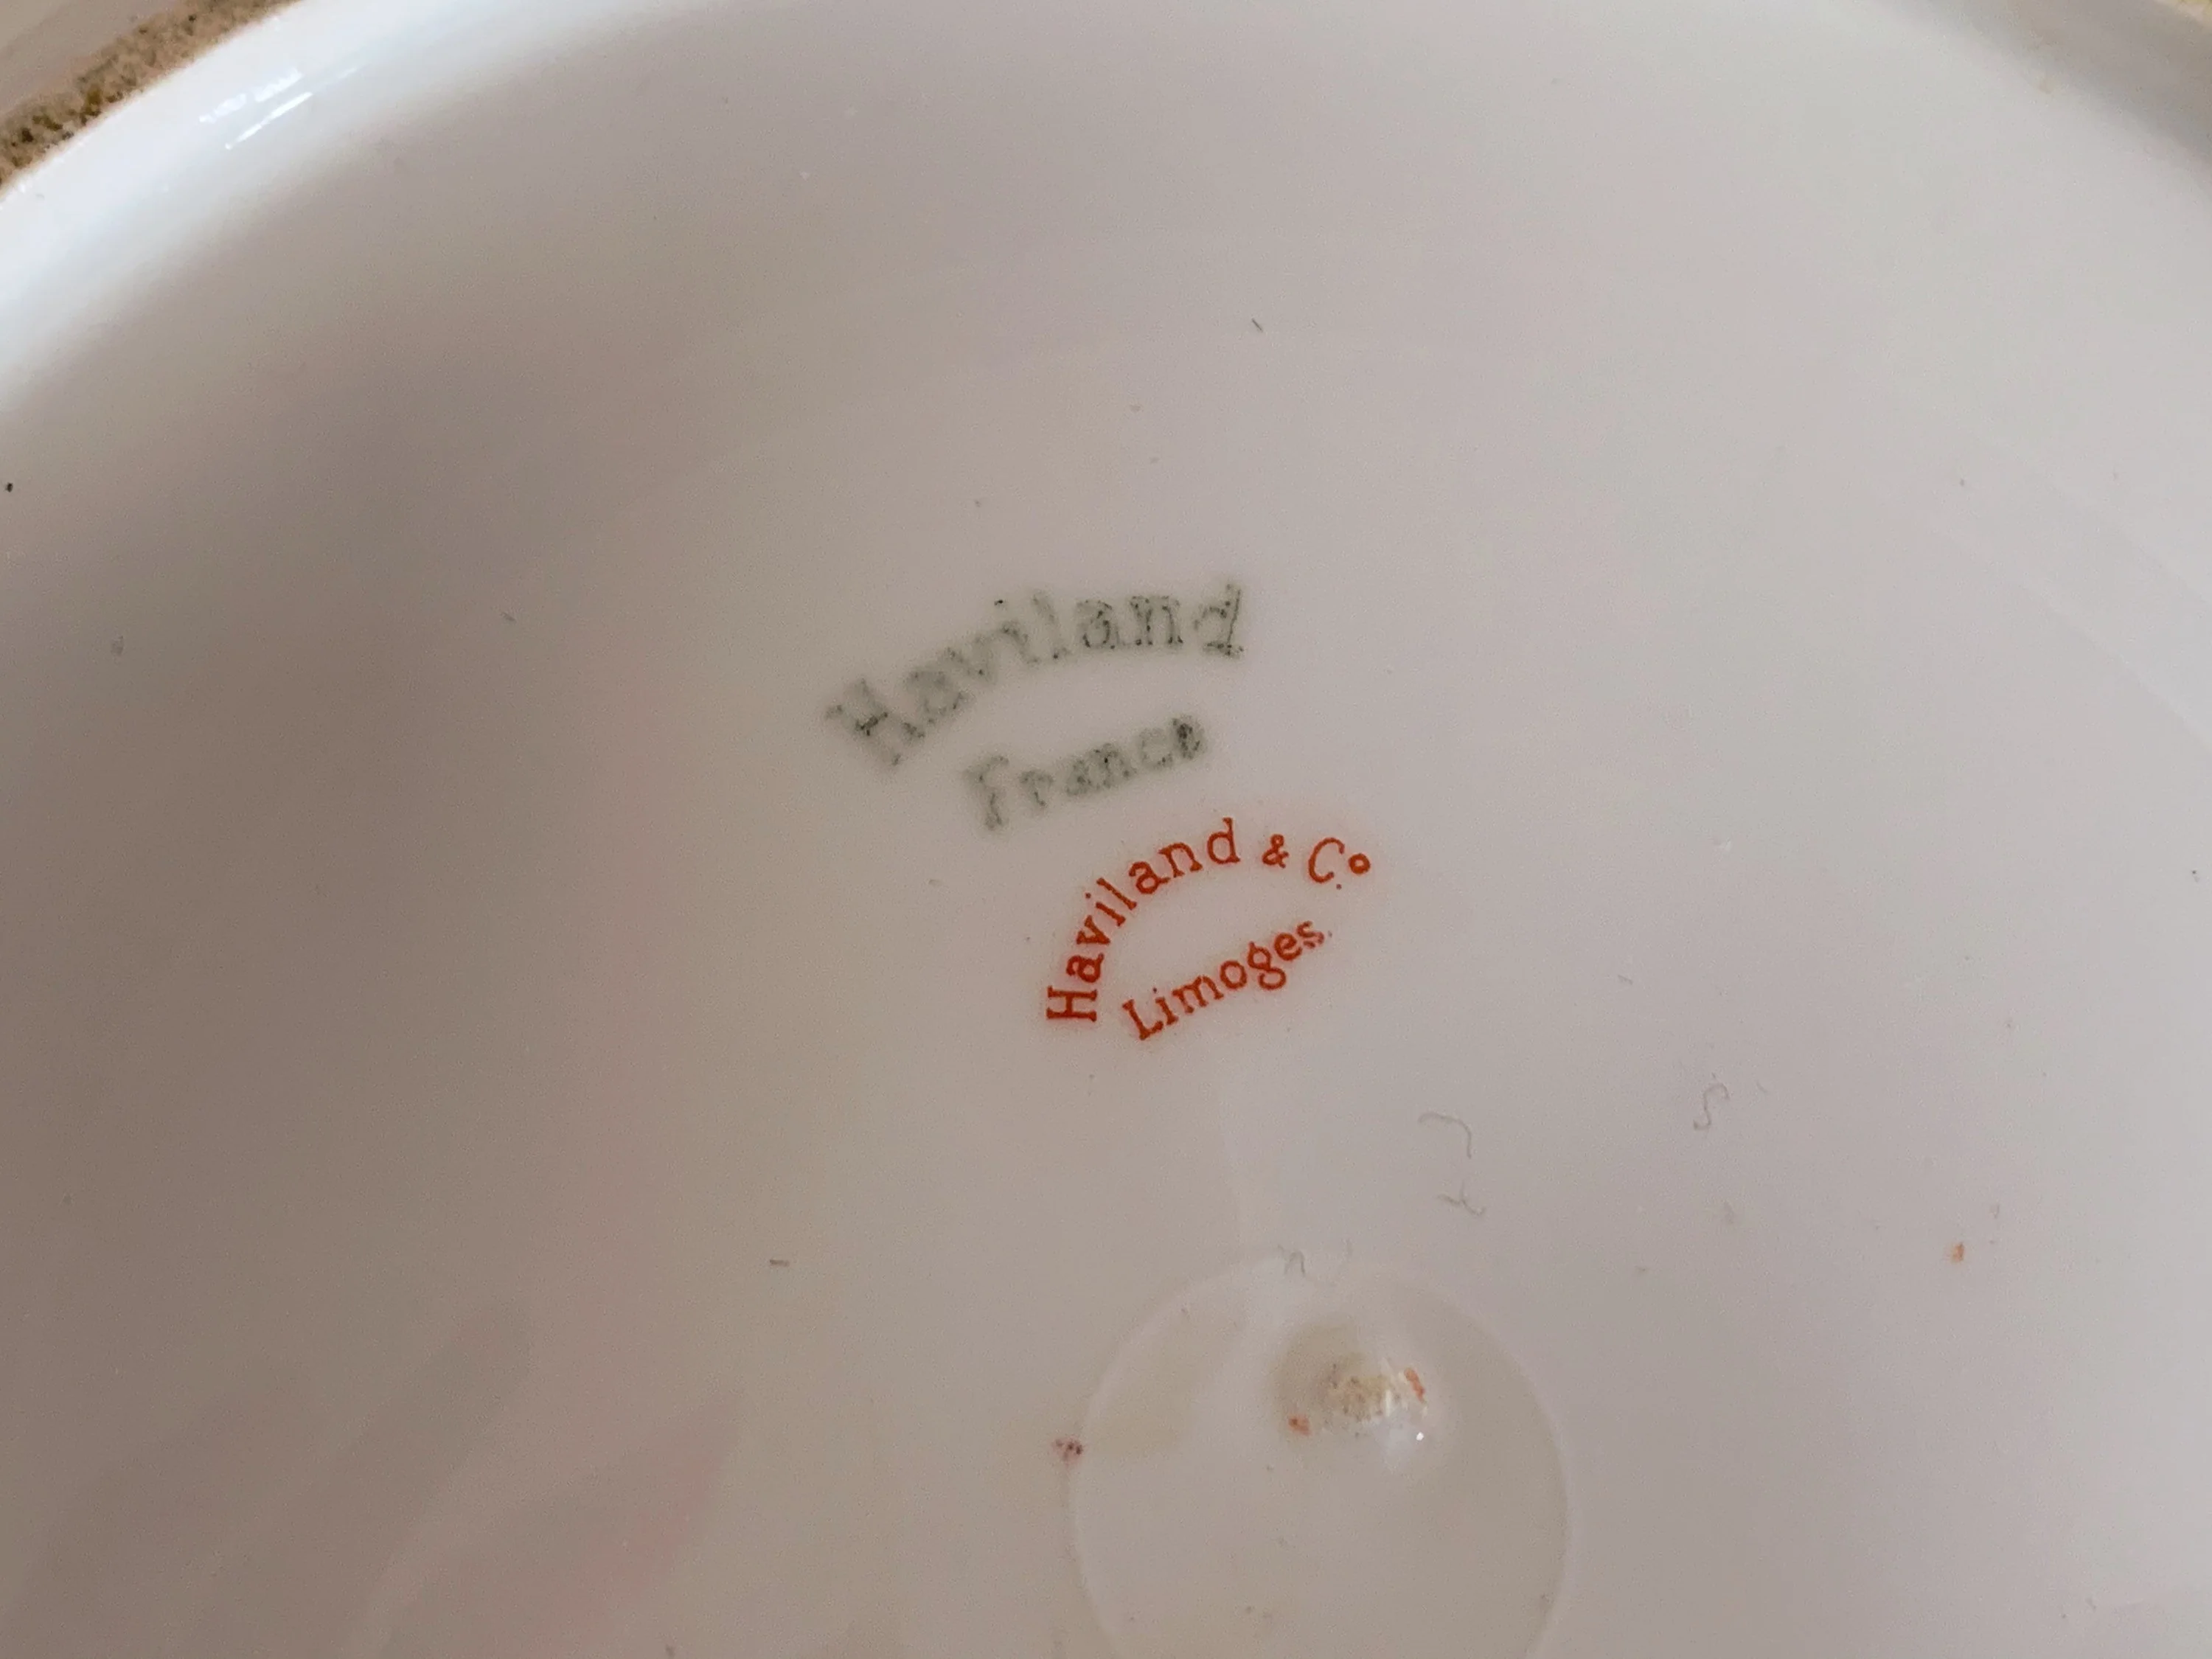 Haviland
France
Haviland & Co
Limoges